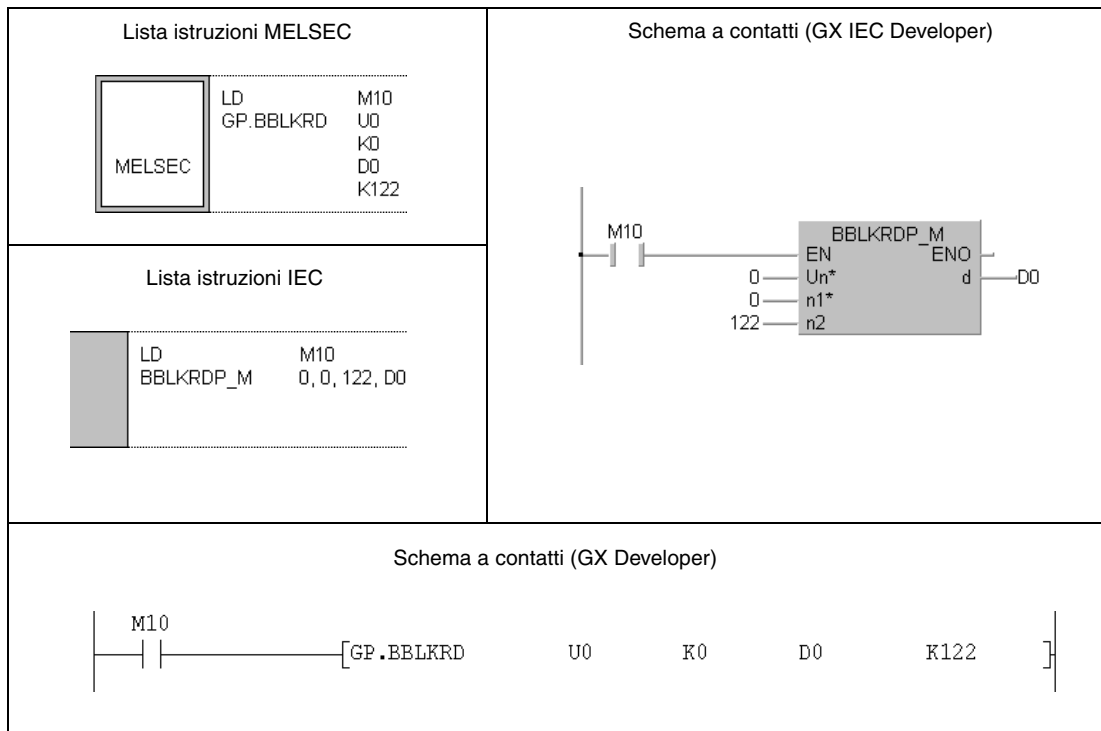 Lista istruzioni MELSEC
MELSEC
LD M10
GP.BBLKRD U0
K0
D0
K122
Lista istruzioni IEC
LD M10
BBLKRDP_M 0, 0, 122, D0
Schema a contatti (GX IEC Developer)
M10
BBLKRDP_M
EN ENO
0 Un* d D0
0 n1*
122 n2
Schema a contatti (GX Developer)
M10
GP.BBLKRD U0 K0 D0 K122